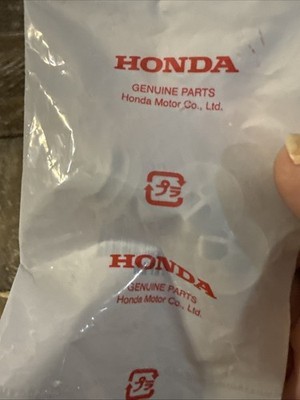 HONDA
GENUINE PARTS
Honda Motor Co., Ltd.
プラ
HONDA
GENUINE PARTS
Honda Motor Co., Ltd.
プラ